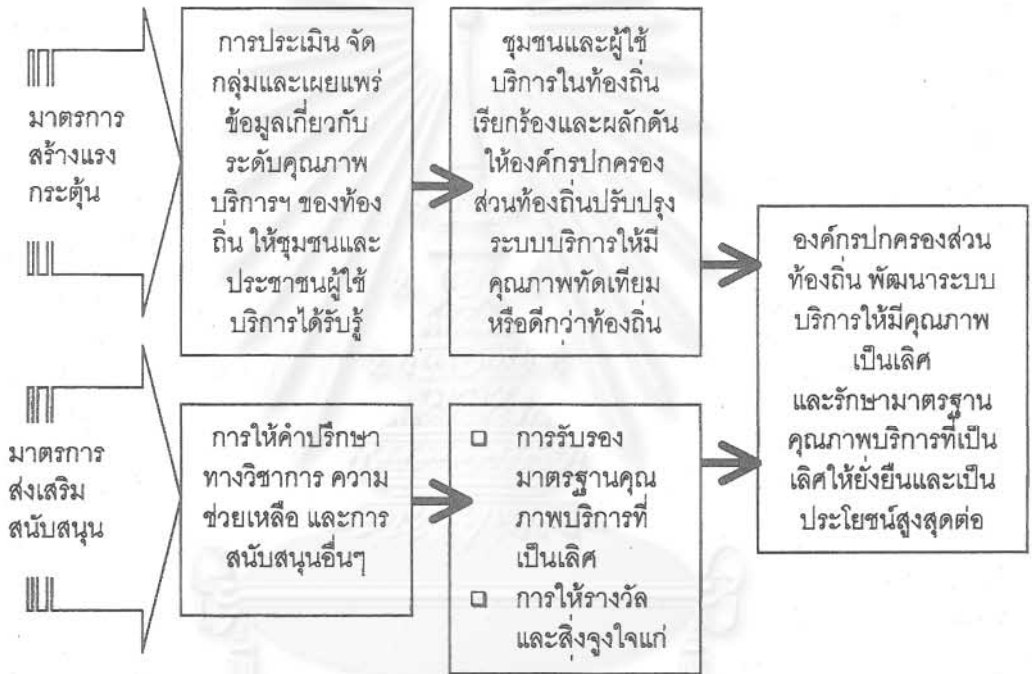 มาตรการ
สร้างแรง
กระตุ้น
การประเมิน จัด
กลุ่มและเผยแพร่
ข้อมูลเกี่ยวกับ
ระดับคุณภาพ
บริการฯ ของท้อง
ถิ่น ให้ชุมชนและ
ประชาชนผู้ใช้
บริการได้รับรู้
ชุมชนและผู้ใช้
บริการในท้องถิ่น
เรียกร้องและผลักดัน
ให้องค์กรปกครอง
ส่วนท้องถิ่นปรับปรุง
ระบบบริการให้มี
คุณภาพทัดเทียม
หรือดีกว่าท้องถิ่น
มาตรการ
ส่งเสริม
สนับสนุน
การให้คำปรึกษา
ทางวิชาการ ความ
ช่วยเหลือ และการ
สนับสนุนอื่นๆ
❑ การรับรอง
มาตรฐานคุณ
ภาพบริการที่
เป็นเลิศ
❑ การให้รางวัล
และสิ่งจูงใจแก่
องค์กรปกครองส่วน
ท้องถิ่น พัฒนาระบบ
บริการให้มีคุณภาพ
เป็นเลิศ
และรักษามาตรฐาน
คุณภาพบริการที่เป็น
เลิศให้ยั่งยืนและเป็น
ประโยชน์สูงสุดต่อ